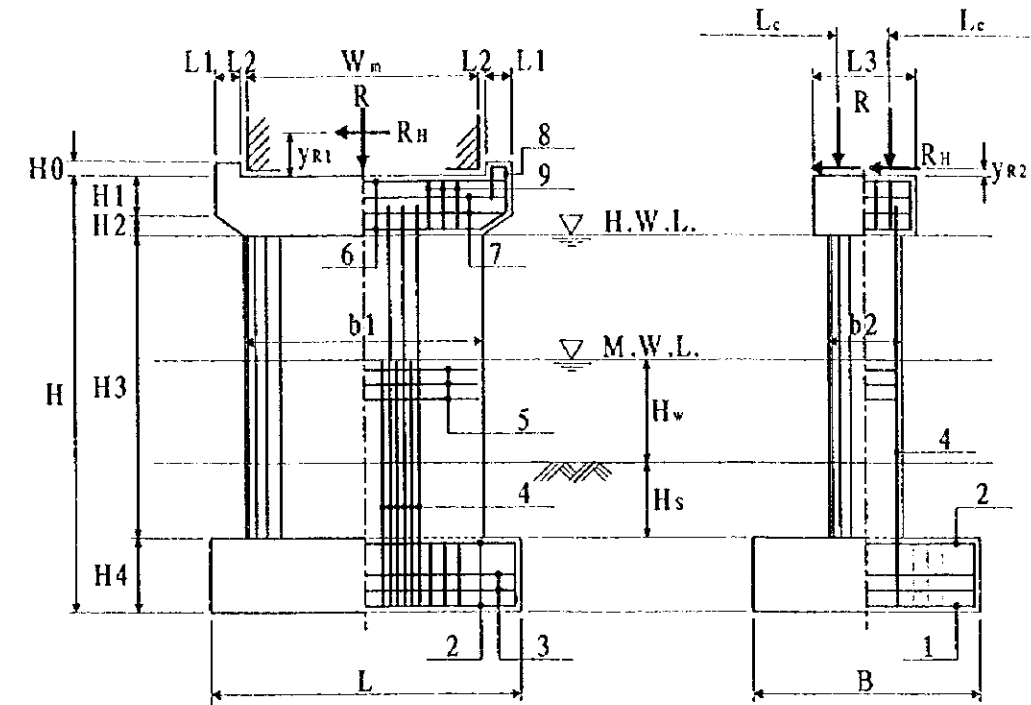 Lc Le
L1 L2 Wm L2 L1 L3
R R
RH 8
H0 yR1 RH yR2
9
H1
H2 H.W.L.
6 7
b1 b2
M.W.L.
H H3
Hw
5
4
4
Hs
2
H4
2 3 1
L B